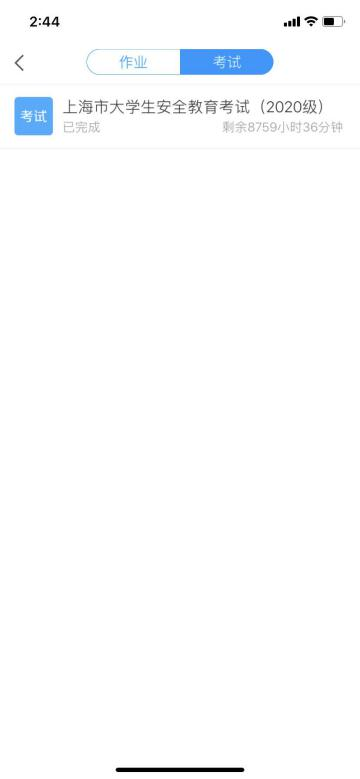 2:44
作业
考试
考试
上海市大学生安全教育考试（2020级）
已完成
剩余8759小时36分钟